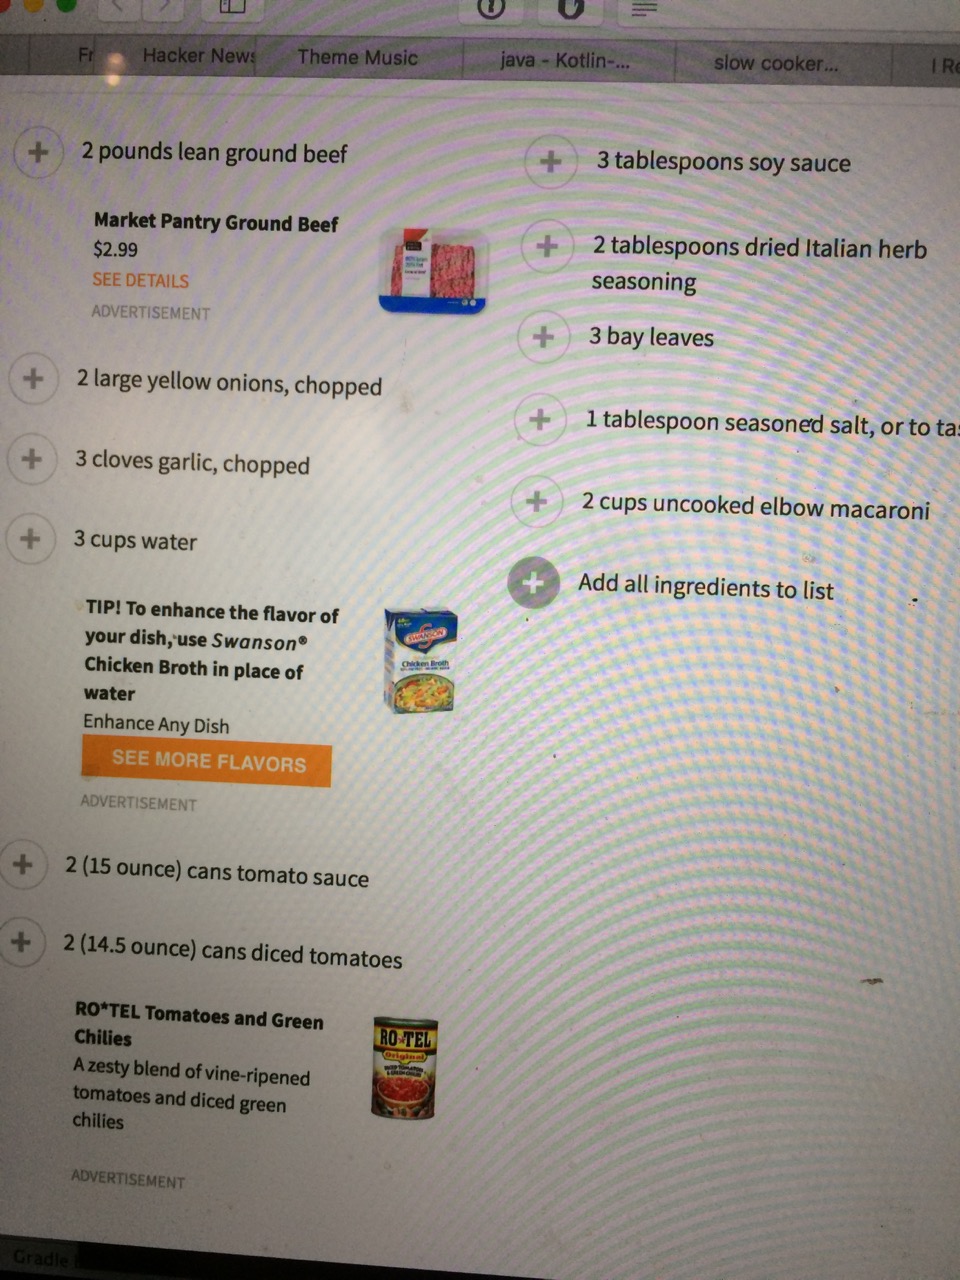 Hacker News
Theme Music
java - Kotlin-...
slow cooker...
2 pounds lean ground beef
Market Pantry Ground Beef
$2.99
SEE DETAILS
ADVERTISEMENT
2 large yellow onions, chopped
3 cloves garlic, chopped
3 cups water
TIP! To enhance the flavor of
your dish, use Swanson®
Chicken Broth in place of
water
Enhance Any Dish
SEE MORE FLAVORS
ADVERTISEMENT
SWANSON
Chicken Broth
2 (15 ounce) cans tomato sauce
2 (14.5 ounce) cans diced tomatoes
RO*TEL Tomatoes and Green
Chilies
A zesty blend of vine-ripened
tomatoes and diced green
chilies
ADVERTISEMENT
RO*TEL
Original
3 tablespoons soy sauce
2 tablespoons dried Italian herb
seasoning
3 bay leaves
1 tablespoon seasoned salt, or to
2 cups uncooked elbow macaroni
Add all ingredients to list
Gradle